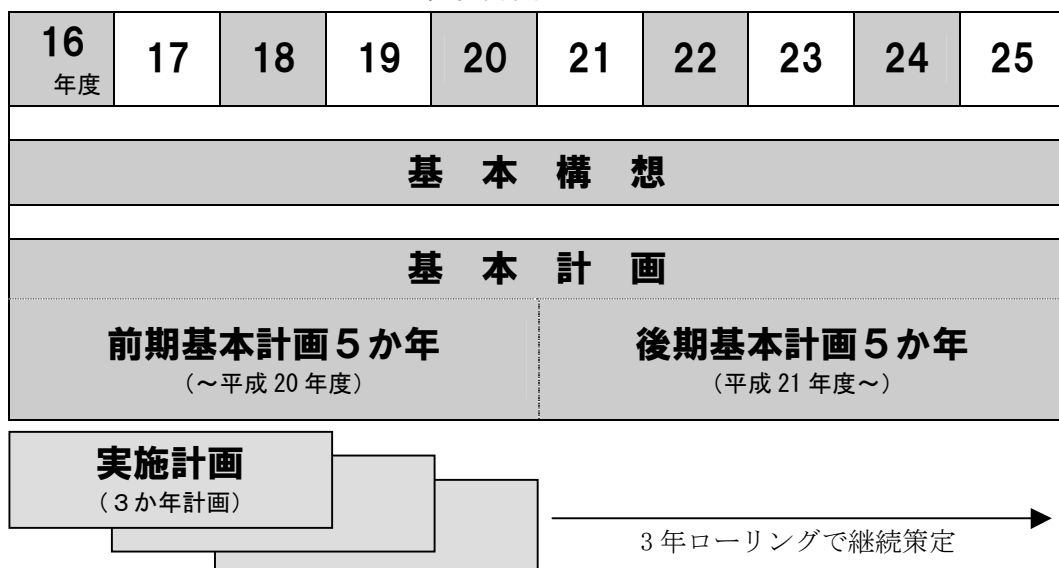 16 17 18 19 20 21 22 23 24 25
年度
基 本 構 想
基 本 計 画
前期基本計画５か年 後期基本計画５か年
（～平成 20 年度） （平成 21 年度～）
実施計画
（３か年計画）
3 年ローリングで継続策定